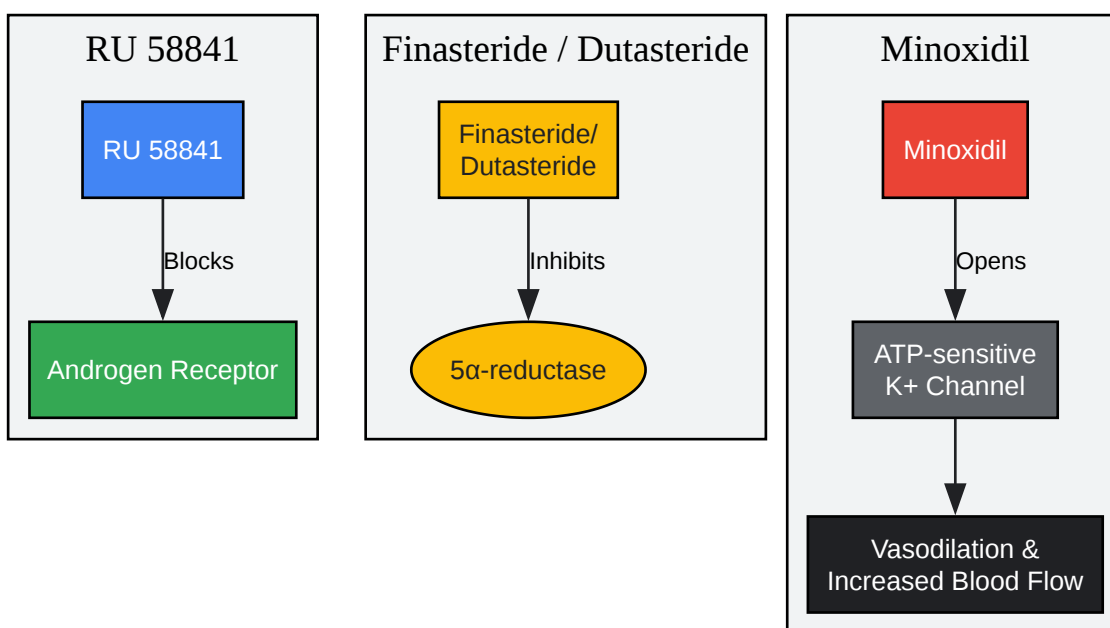 RU 58841
RU 58841
Blocks
Androgen Receptor
Finasteride / Dutasteride
Finasteride/
Dutasteride
Inhibits
5α-reductase
Minoxidil
Minoxidil
Opens
ATP-sensitive
K+ Channel
Vasodilation &
Increased Blood Flow